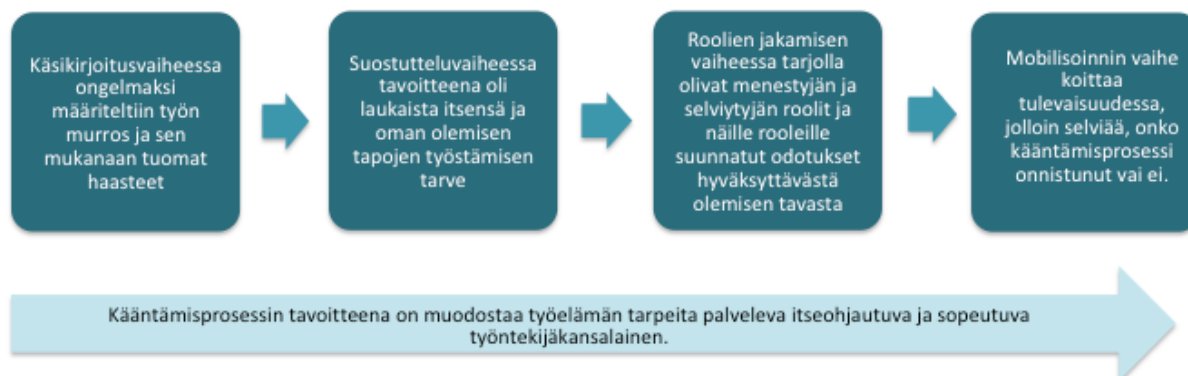 Käsikirjoitusvaiheessa
ongelmaksi
määriteltiin työn
murros ja sen
mukanaan tuomat
haasteet
Suostutteluvaiheessa
tavoitteena oli
laukaista itsensä ja
oman olemisen
tapojen työstämisen
tarve
Roolien jakamisen
vaiheessa tarjolla
olivat menestyjän ja
selviytyjän roolit ja
näille rooleille
suunnatut odotukset
hyväksyttävästä
olemisen tavasta
Mobilisoinnin vaihe
koittaa
tulevaisuudessa,
jolloin selviää, onko
kääntämisprosessi
onnistunut vai ei.
Kääntämisprosessin tavoitteena on muodostaa työelämän tarpeita palveleva itseohjautuva ja sopeutuva
työntekijäkansalainen.